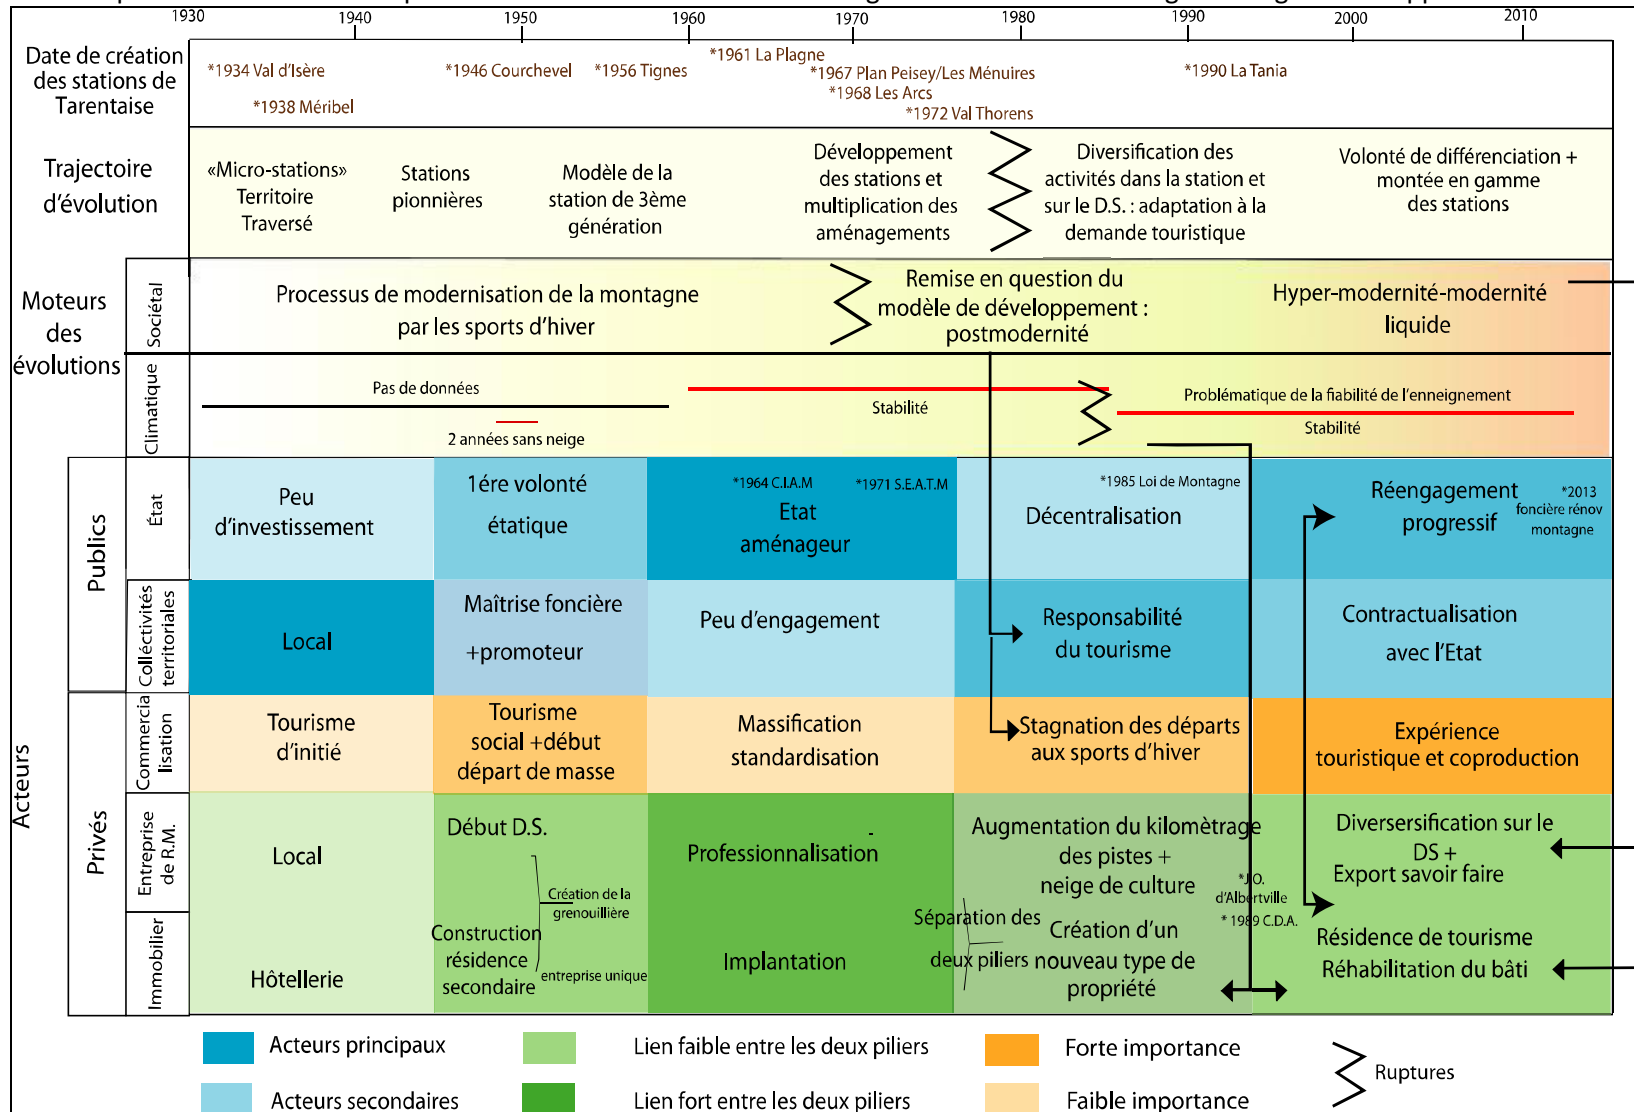 1930 1940 1950 1960 1970 1980 1990 2000 2010
Date de création
des stations de
Tarentaise
*1934 Val d'Isère
*1938 Méribel
*1946 Courchevel
*1956 Tignes
*1961 La Plagne
*1967 Plan Peisey/Les Ménuires
*1968 Les Arcs
*1972 Val Thorens
*1990 La Tania
Trajectoire
d'évolution
«Micro-stations»
Territoire
Traversé
Stations
pionnières
Modèle de la
station de 3ème
génération
Développement
des stations et
multiplication des
aménagements
Diversification des
activités dans la station et
sur le D.S. : adaptation à la
demande touristique
Volonté de différenciation +
montée en gamme
des stations
Moteurs
des
évolutions
Sociétal
Processus de modernisation de la montagne
par les sports d'hiver
Remise en question du
modèle de développement :
postmodernité
Hyper-modernité-modernité
liquide
Climatique
Pas de données
2 années sans neige
Stabilité
Problématique de la fiabilité de l'enneignement
Stabilité
Acteurs
Publics
État
Peu
d'investissement
1ére volonté
étatique
*1964 C.I.A.M
*1971 S.E.A.T.M
Etat
aménageur
*1985 Loi de Montagne
Décentralisation
Réengagement
progressif
*2013
foncière rénov
montagne
Colléctivités
territoriales
Local
Maîtrise foncière
+promoteur
Peu d'engagement
Responsabilité
du tourisme
Contractualisation
avec l'Etat
Privés
Commercia
lisation
Tourisme
d'initié
Tourisme
social +début
départ de masse
Massification
standardisation
Stagnation des départs
aux sports d'hiver
Expérience
touristique et coproduction
Entreprise
de R.M.
Local
Début D.S.
Création de la
grenouillière
Professionnalisation
Augmentation du kilomètrage
des pistes +
neige de culture
*J.O.
d'Albertville
* 1989 C.D.A.
Diversersification sur le
DS +
Export savoir faire
Immobilier
Hôtellerie
Construction
résidence
secondaire
entreprise unique
Implantation
Séparation des
deux piliers
Création d'un
nouveau type de
propriété
Résidence de tourisme
Réhabilitation du bâti
Acteurs principaux
Lien faible entre les deux piliers
Forte importance
Ruptures
Acteurs secondaires
Lien fort entre les deux piliers
Faible importance